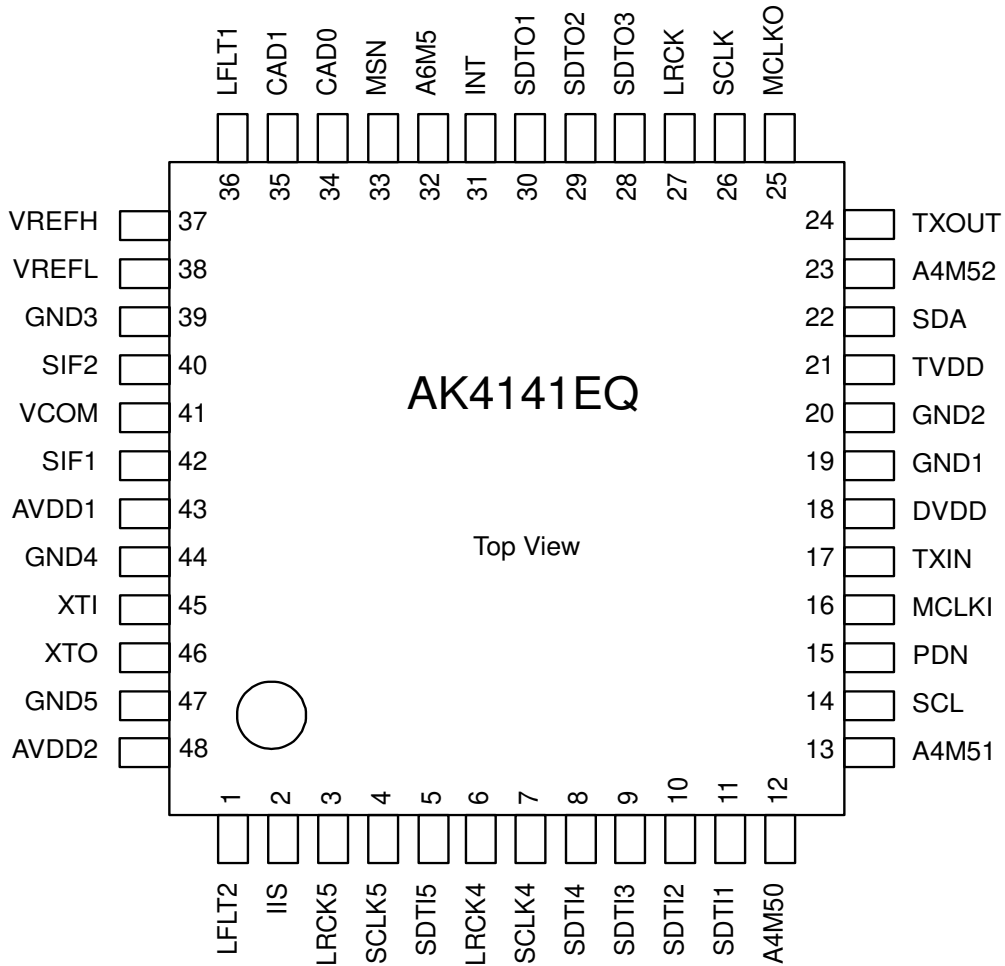 LFLT1 CAD1 CAD0 MSN A6M5 INT SDTO1 SDTO2 SDTO3 LRCK SCLK MCLKO
36 35 34 33 32 31 30 29 28 27 26 25
VREFH 37 24 TXOUT
VREFL 38 23 A4M52
GND3 39 22 SDA
SIF2 40 21 TVDD
AK4141EQ
VCOM 41 20 GND2
SIF1 42 19 GND1
AVDD1 43 18 DVDD
Top View
GND4 44 17 TXIN
XTI 45 16 MCLKI
XTO 46 15 PDN
GND5 47 14 SCL
AVDD2 48 13 A4M51
1 2 3 4 5 6 7 8 9 10 11 12
LFLT2 IIS LRCK5 SCLK5 SDTI5 LRCK4 SCLK4 SDTI4 SDTI3 SDTI2 SDTI1 A4M50